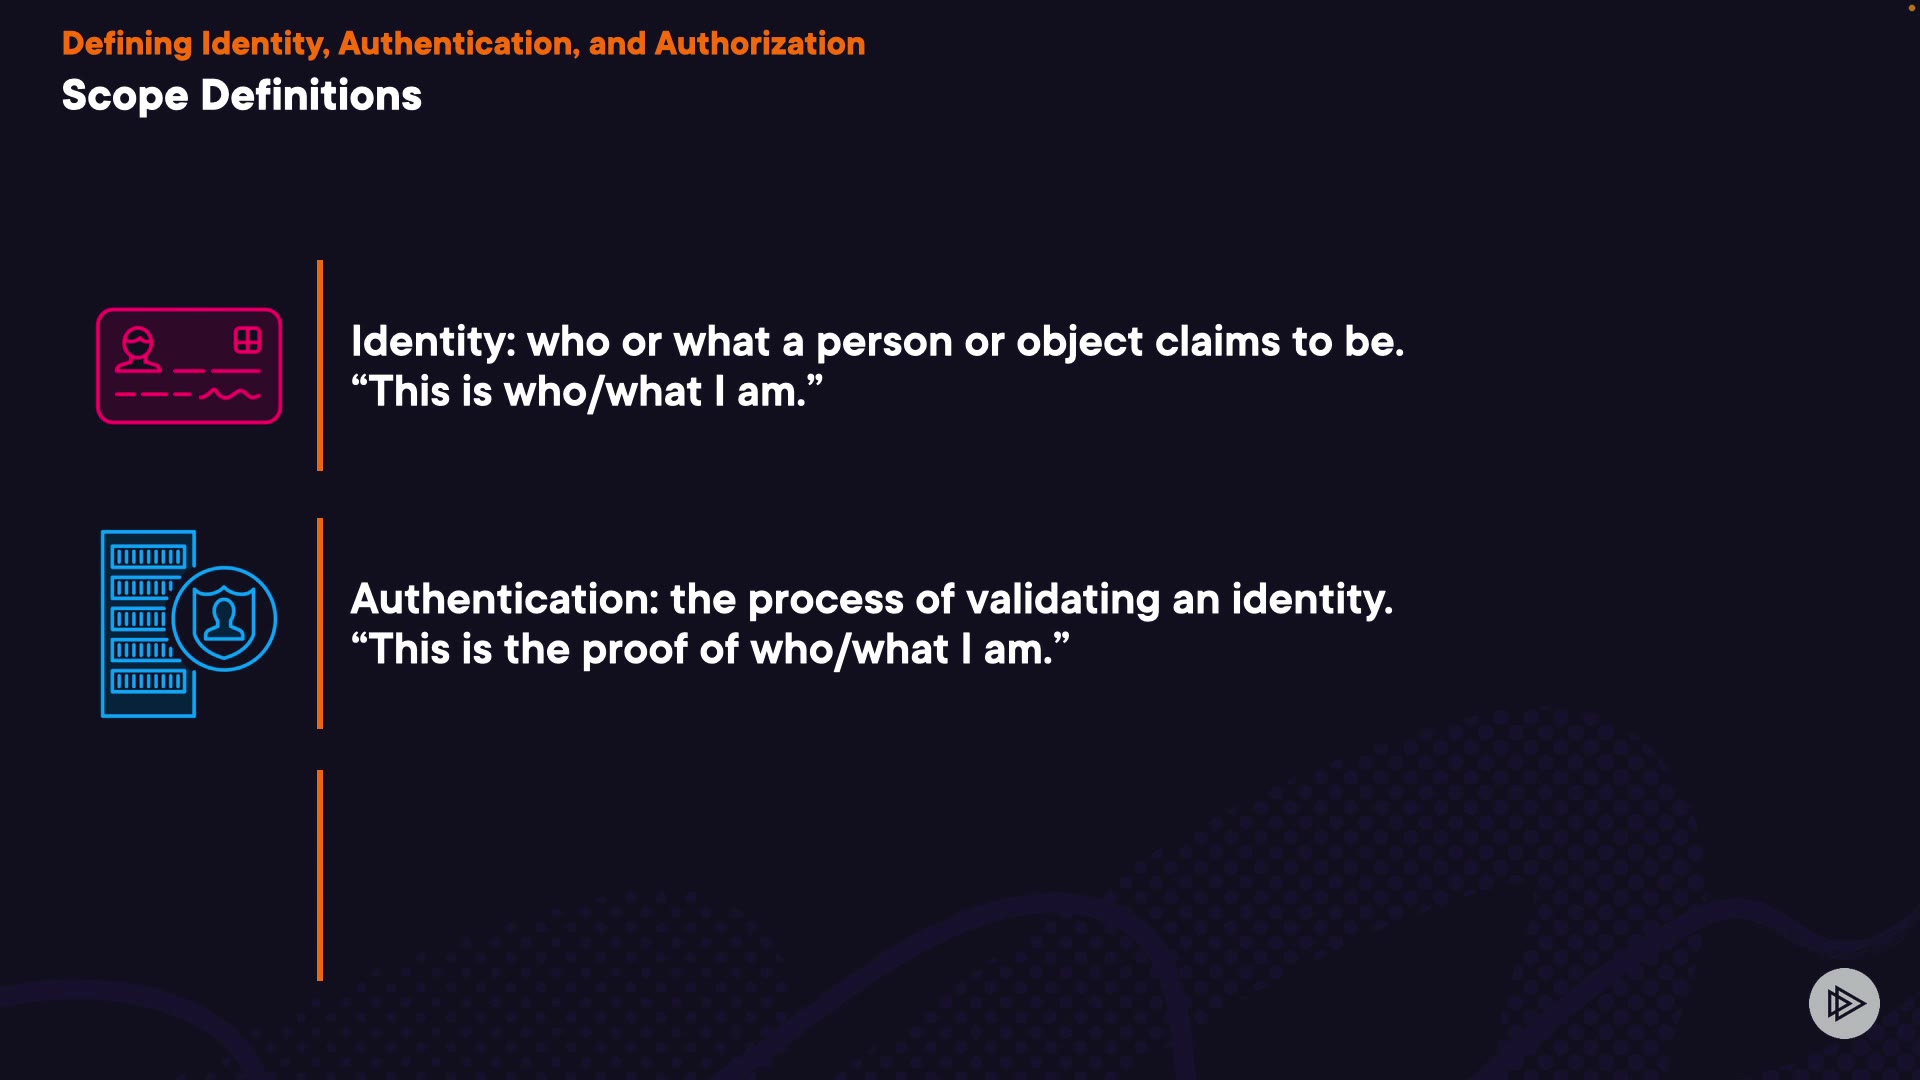 Defining Identity, Authentication, and Authorization
Scope Definitions
Identity: who or what a person or object claims to be.
“This is who/what I am.”
Authentication: the process of validating an identity.
“This is the proof of who/what I am.”